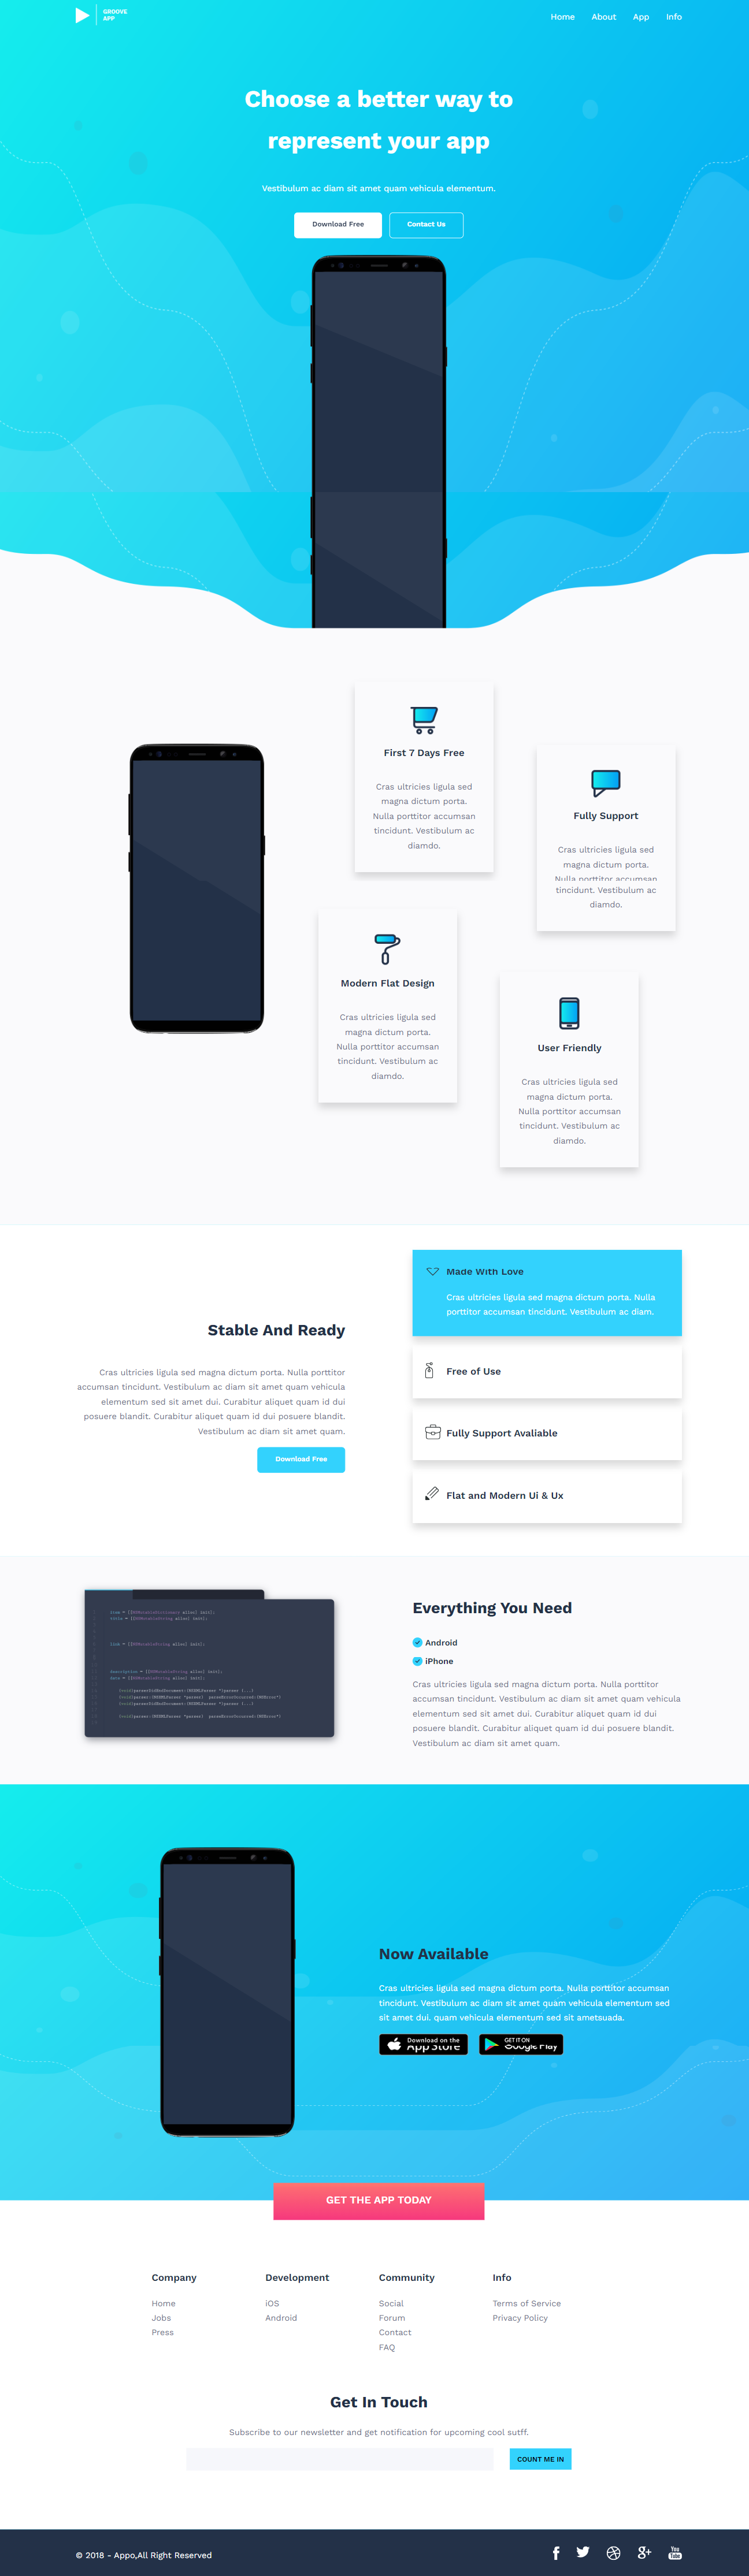 GROOVE
APP
Home
About
App
Info
Choose a better way to
represent your app
Vestibulum ac diam sit amet quam vehicula elementum.
Download Free
Contact Us
First 7 Days Free
Cras ultricies ligula sed
magna dictum porta.
Nulla porttitor accumsan
tincidunt. Vestibulum ac
diamdo.
Fully Support
Cras ultricies ligula sed
magna dictum porta.
Nulla porttitor accumsan
tincidunt. Vestibulum ac
diamdo.
Modern Flat Design
Cras ultricies ligula sed
magna dictum porta.
Nulla porttitor accumsan
tincidunt. Vestibulum ac
diamdo.
User Friendly
Cras ultricies ligula sed
magna dictum porta.
Nulla porttitor accumsan
tincidunt. Vestibulum ac
diamdo.
Stable And Ready
Cras ultricies ligula sed magna dictum porta. Nulla porttitor
accumsan tincidunt. Vestibulum ac diam sit amet quam vehicula
elementum sed sit amet dui. Curabitur aliquet quam id dui
posuere blandit. Curabitur aliquet quam id dui posuere blandit.
Vestibulum ac diam sit amet quam.
Download Free
Made With Love
Cras ultricies ligula sed magna dictum porta. Nulla
porttitor accumsan tincidunt. Vestibulum ac diam.
Free of Use
Fully Support Avaliable
Flat and Modern Ui & Ux
Everything You Need
Android
iPhone
Cras ultricies ligula sed magna dictum porta. Nulla porttitor
accumsan tincidunt. Vestibulum ac diam sit amet quam vehicula
elementum sed sit amet dui. Curabitur aliquet quam id dui
posuere blandit. Curabitur aliquet quam id dui posuere blandit.
Vestibulum ac diam sit amet quam.
Now Available
Cras ultricies ligula sed magna dictum porta. Nulla porttitor accumsan
tincidunt. Vestibulum ac diam sit amet quam vehicula elementum sed
sit amet dui. quam vehicula elementum sed sit ametsuada.
Download on the
App Store
GET IT ON
Google Play
GET THE APP TODAY
Company
Home
Jobs
Press
Development
iOS
Android
Community
Social
Forum
Contact
FAQ
Info
Terms of Service
Privacy Policy
Get In Touch
Subscribe to our newsletter and get notification for upcoming cool sutff.
COUNT ME IN
© 2018 - Appo,All Right Reserved
You
Tube